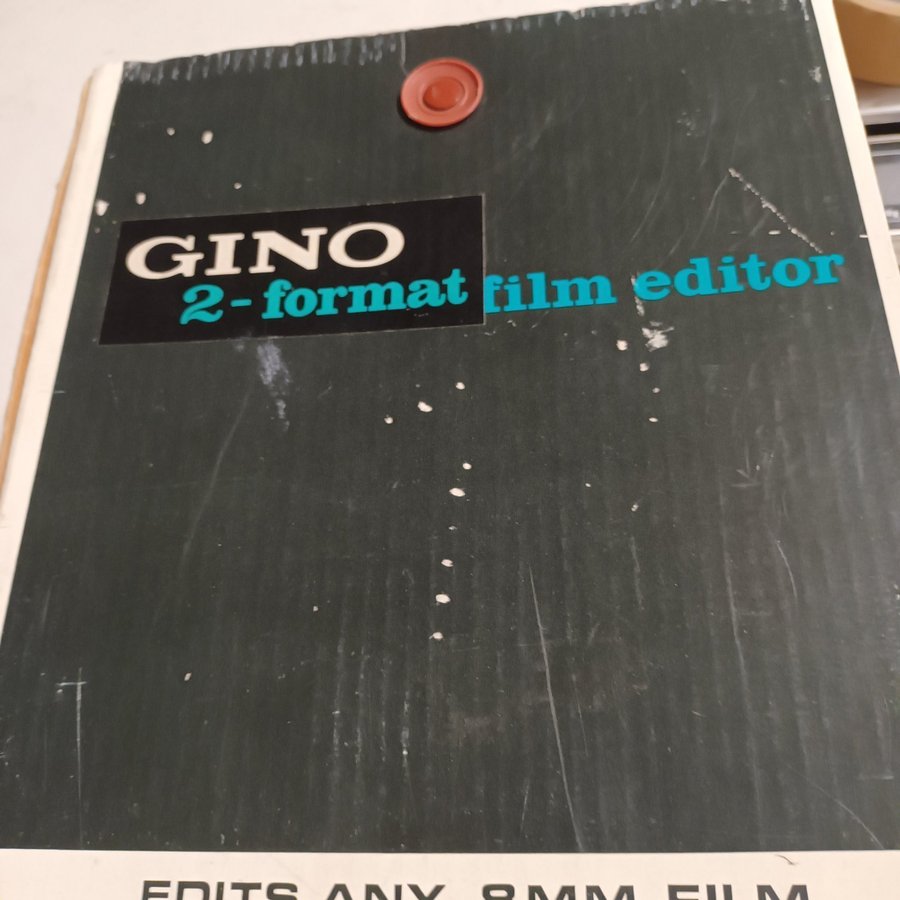 GINO
2-format film editor
EDITS ANY 8MM FILM